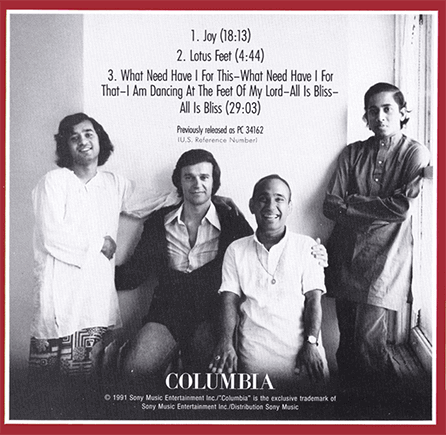 1. Joy (18:13)
2. Lotus Feet (4:44)
3. What Need Have I For This–What Need Have I For
That–I Am Dancing At The Feet Of My Lord–All Is Bliss–
All Is Bliss (29:03)
Previously released as PC 34162
(U.S. Reference Number)
COLUMBIA
© 1991 Sony Music Entertainment Inc./"Columbia" is the exclusive trademark of
Sony Music Entertainment Inc./Distribution Sony Music